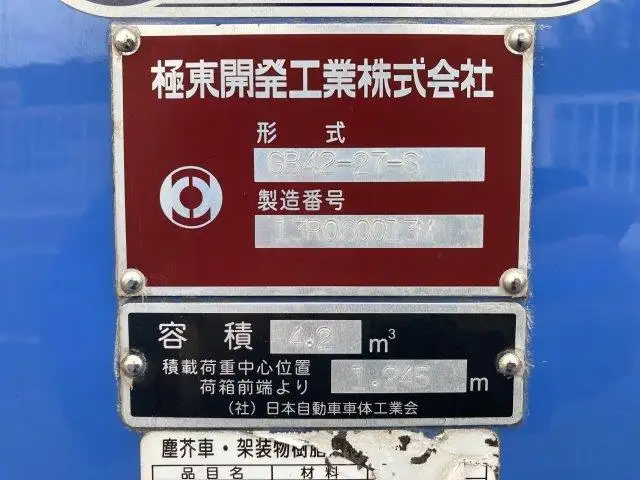 極東開発工業株式会社
形 式
GB42-27-S
製造番号
容積 4.2 m³
積載荷重中心位置
荷箱前端より 1.245 m
(社)日本自動車車体工業会
塵芥車・架装物樹脂
品目名 材料